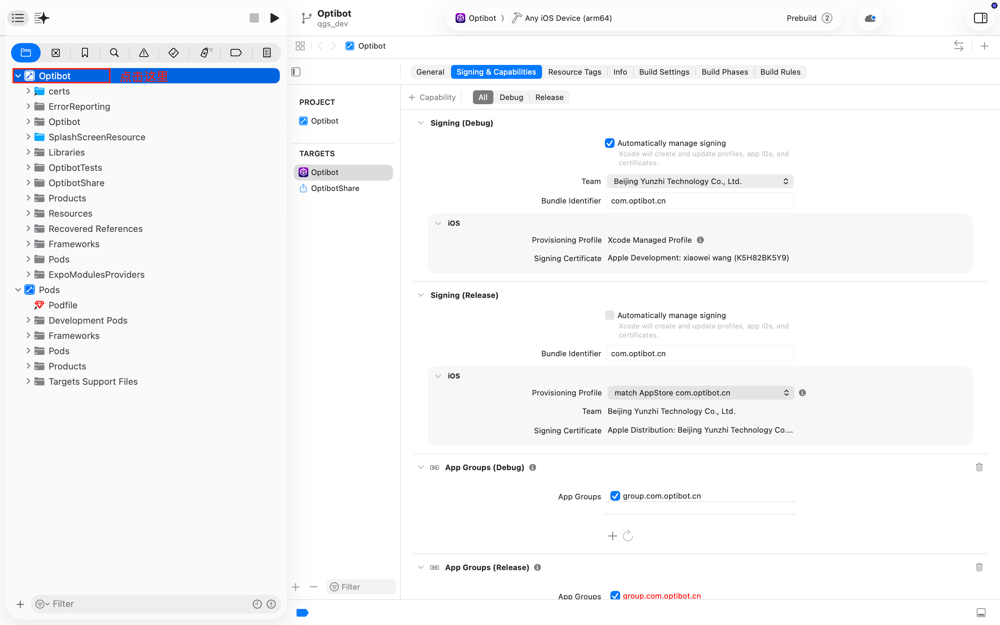 Optibot
qgs_dev
Optibot
Any iOS Device (arm64)
Prebuild
2
Optibot
Optibot
点击这里
certs
ErrorReporting
Optibot
SplashScreenResource
Libraries
OptibotTests
OptibotShare
Products
Resources
Recovered References
Frameworks
Pods
ExpoModulesProviders
Pods
Podfile
Development Pods
Frameworks
Pods
Products
Targets Support Files
Filter
PROJECT
Optibot
TARGETS
Optibot
OptibotShare
Filter
General
Signing & Capabilities
Resource Tags
Info
Build Settings
Build Phases
Build Rules
Capability
All
Debug
Release
Signing (Debug)
Automatically manage signing
Xcode will create and update profiles, app IDs, and
certificates.
Team
Beijing Yunzhi Technology Co., Ltd.
Bundle Identifier
com.optibot.cn
iOS
Provisioning Profile
Xcode Managed Profile
Signing Certificate
Apple Development: xiaowei wang (K5H82BK5Y9)
Signing (Release)
Automatically manage signing
Xcode will create and update profiles, app IDs, and
certificates.
Bundle Identifier
com.optibot.cn
iOS
Provisioning Profile
match AppStore com.optibot.cn
Team
Beijing Yunzhi Technology Co., Ltd.
Signing Certificate
Apple Distribution: Beijing Yunzhi Technology Co....
App Groups (Debug)
App Groups
group.com.optibot.cn
App Groups (Release)
App Groups
group.com.optibot.cn